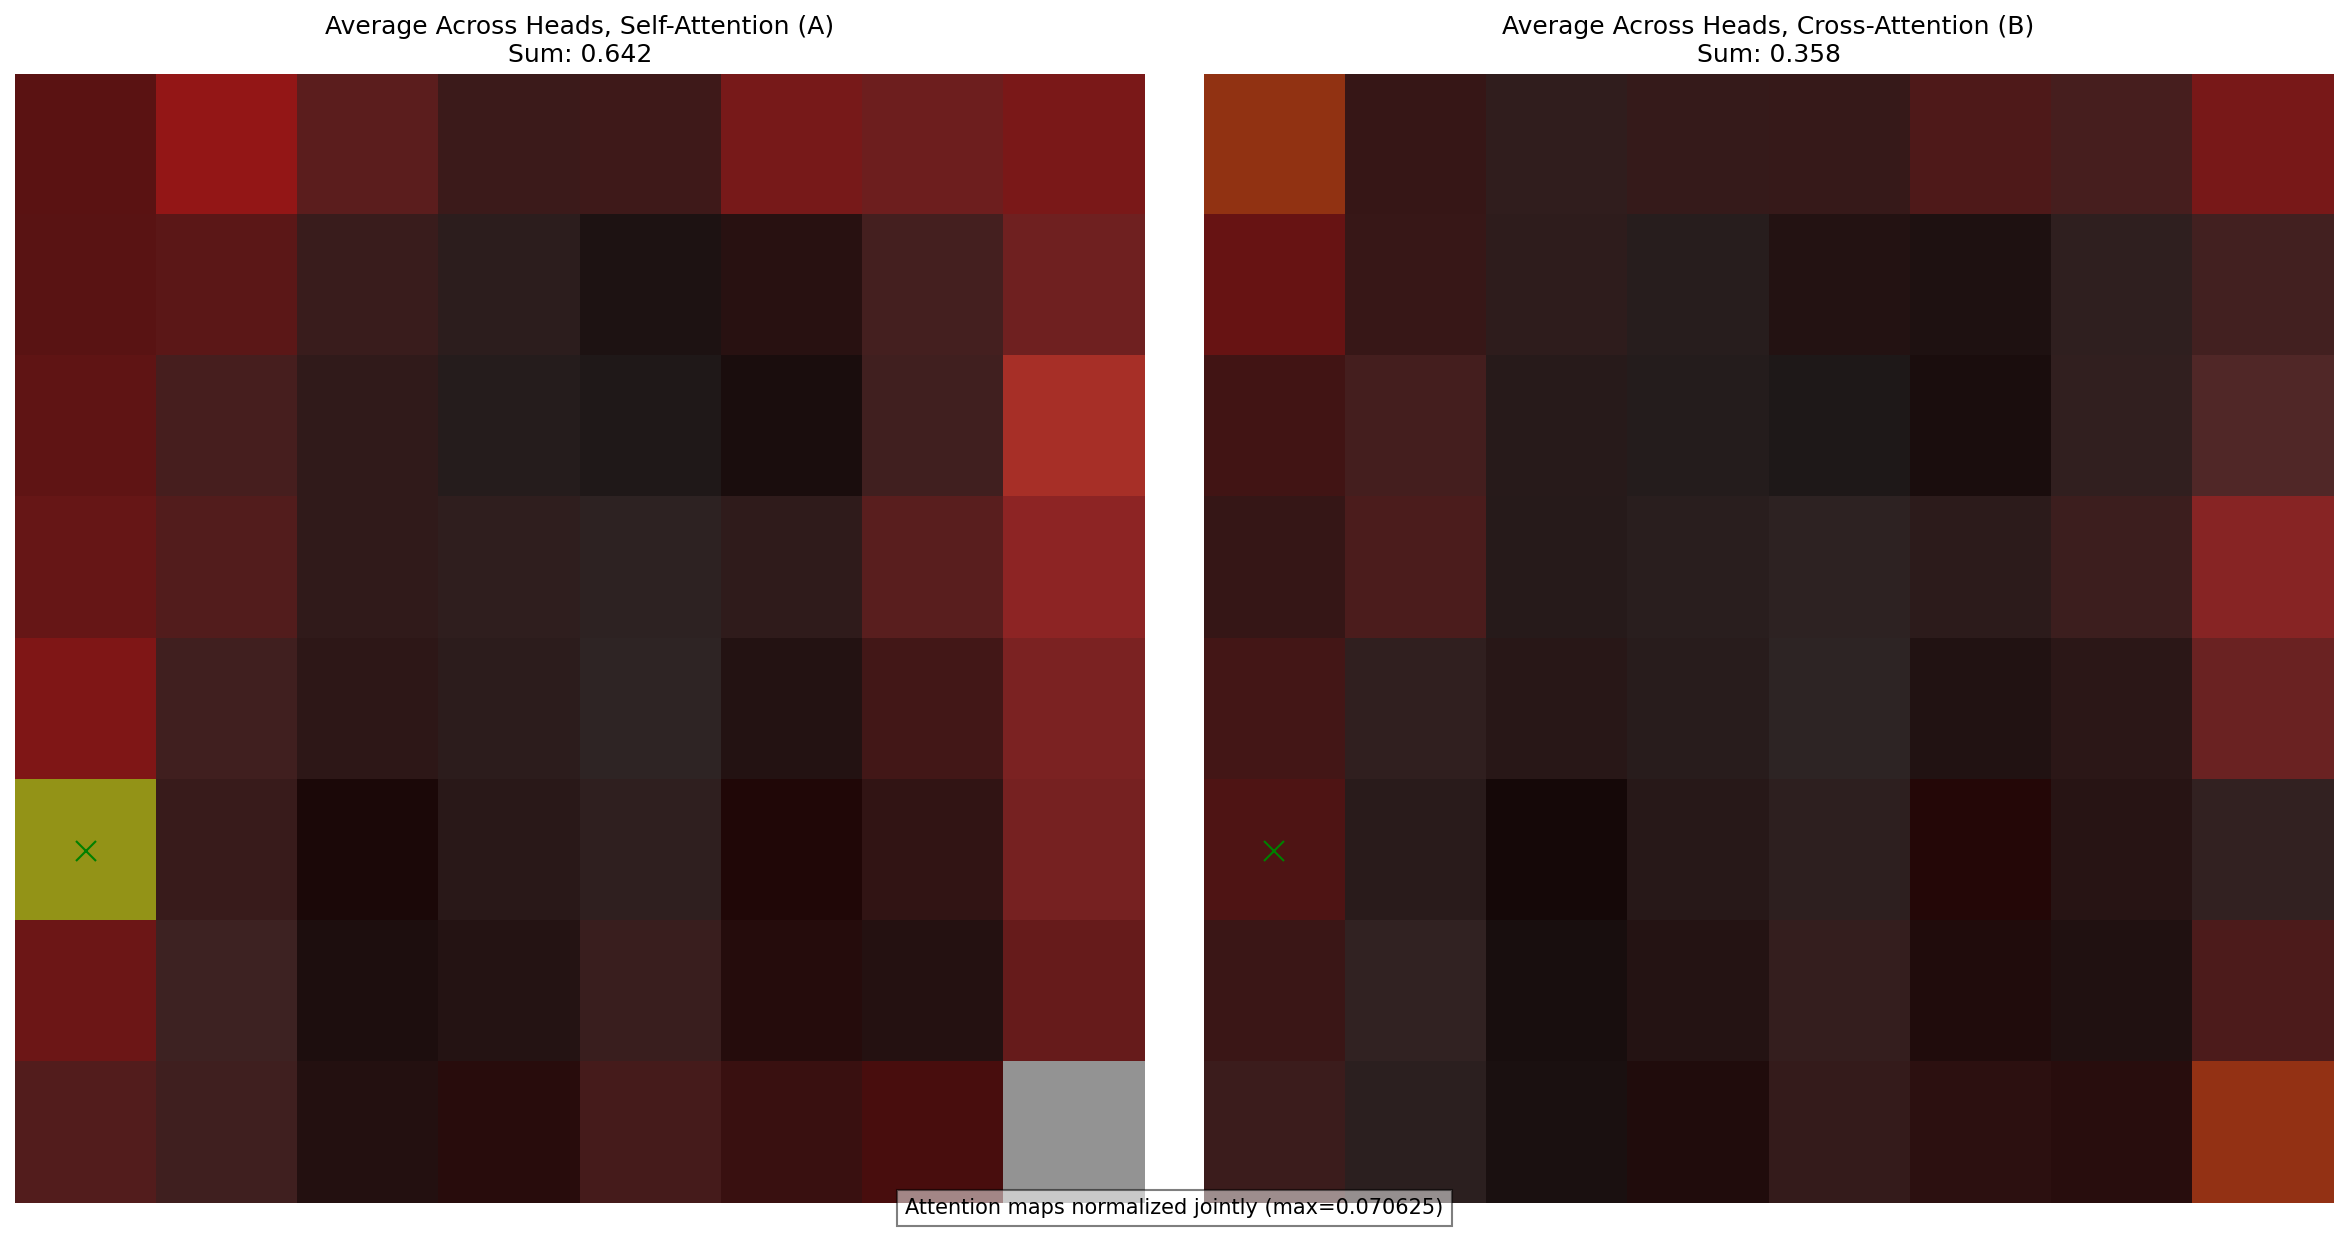 Average Across Heads, Self-Attention (A)
Sum: 0.642
Average Across Heads, Cross-Attention (B)
Sum: 0.358
Attention maps normalized jointly (max=0.070625)